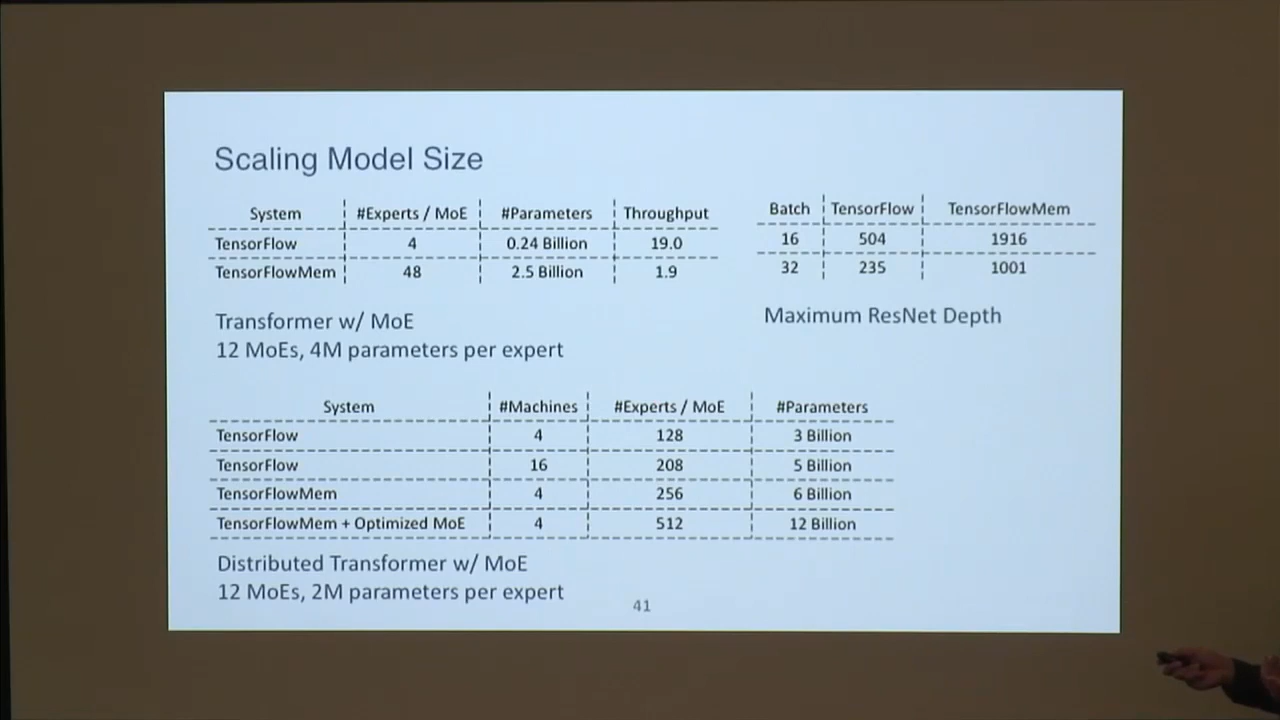 Scaling Model Size
System #Experts / MoE #Parameters Throughput
TensorFlow 4 0.24 Billion 19.0
TensorFlowMem 48 2.5 Billion 1.9
Transformer w/ MoE
12 MoEs, 4M parameters per expert
Batch TensorFlow TensorFlowMem
16 504 1916
32 235 1001
Maximum ResNet Depth
System #Machines #Experts / MoE #Parameters
TensorFlow 4 128 3 Billion
TensorFlow 16 208 5 Billion
TensorFlowMem 4 256 6 Billion
TensorFlowMem + Optimized MoE 4 512 12 Billion
Distributed Transformer w/ MoE
12 MoEs, 2M parameters per expert
41